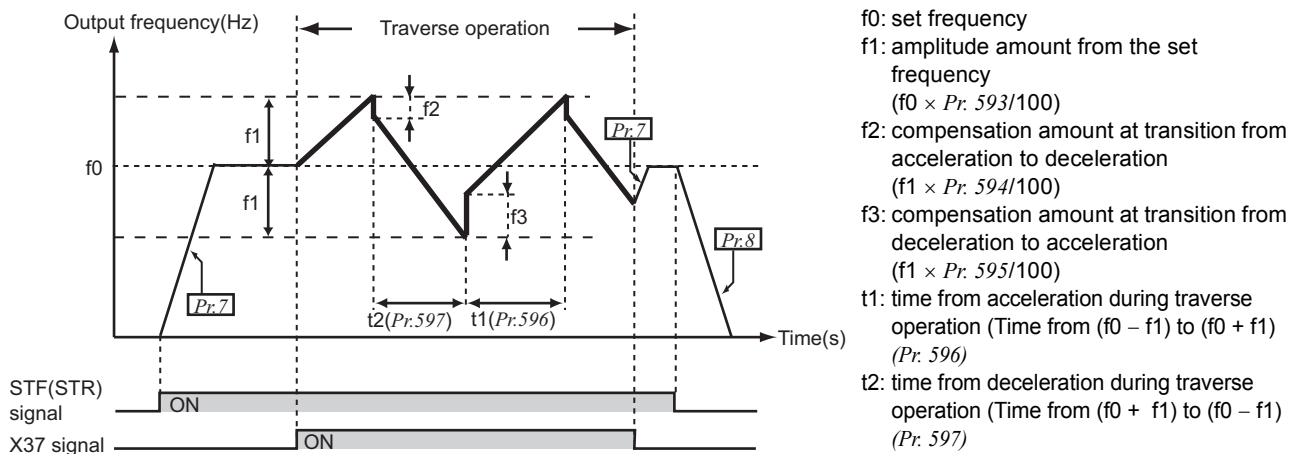 Output frequency(Hz)
Traverse operation
f1
f2
Pr.7
f0
f1
f3
Pr.8
Pr.7
t2(Pr.597)
t1(Pr.596)
Time(s)
STF(STR)
signal
ON
X37 signal
ON
f0: set frequency
f1: amplitude amount from the set
frequency
(f0 × Pr. 593/100)
f2: compensation amount at transition from
acceleration to deceleration
(f1 × Pr. 594/100)
f3: compensation amount at transition from
deceleration to acceleration
(f1 × Pr. 595/100)
t1: time from acceleration during traverse
operation (Time from (f0 − f1) to (f0 + f1)
(Pr. 596)
t2: time from deceleration during traverse
operation (Time from (f0 + f1) to (f0 − f1)
(Pr. 597)